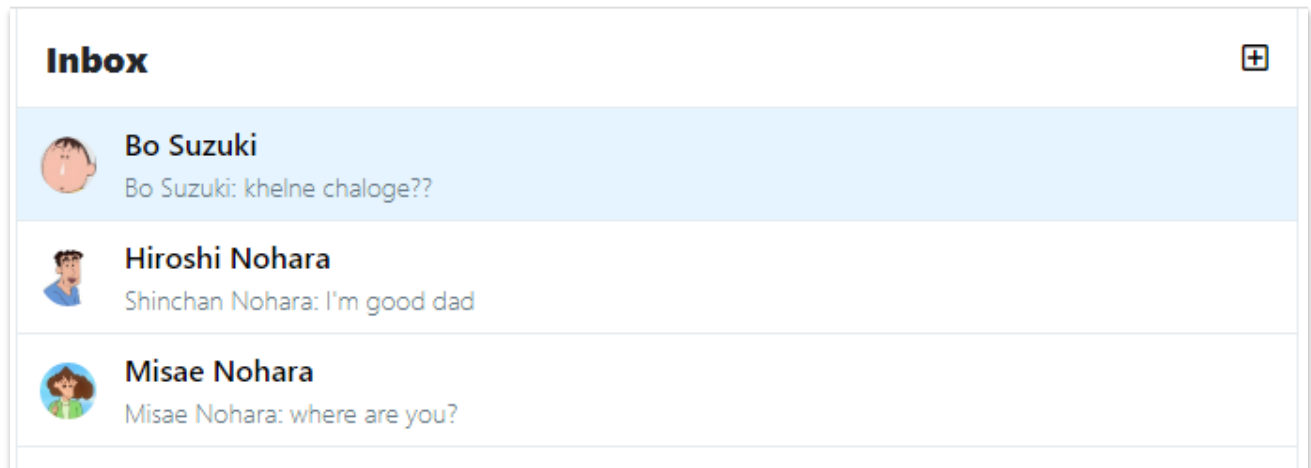 Inbox
Bo Suzuki
Bo Suzuki: khelne chaloge??
Hiroshi Nohara
Shinchan Nohara: I'm good dad
Misae Nohara
Misae Nohara: where are you?